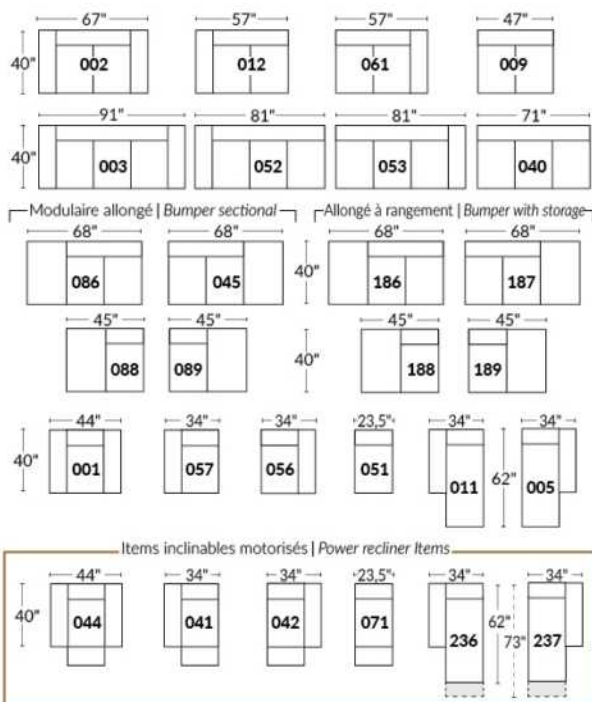 67" 57" 57" 47"
40" 002 012 061 009
91" 81" 81" 71"
40" 003 052 053 040
Modulaire allongé | Bumper sectional Allongé à rangement | Bumper with storage
68" 68" 68" 68"
086 045 40" 186 187
45" 45" 45" 45"
088 089 40" 188 189
44" 34" 34" 23,5" 34" 34"
40" 001 057 056 051 011 62" 005
Items inclinables motorisés | Power recliner Items
44" 34" 34" 23,5" 34" 34"
40" 044 041 042 071 236 62" 73" 237